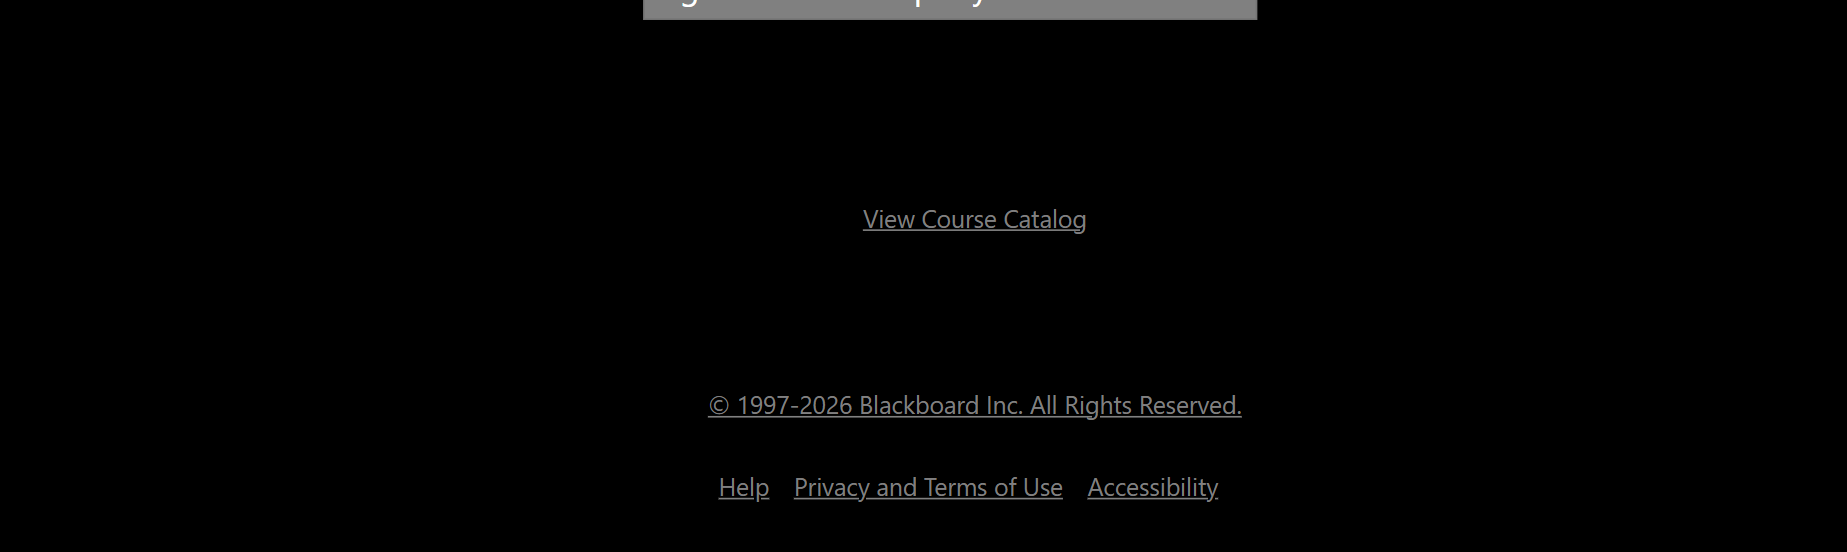 View Course Catalog
© 1997-2026 Blackboard Inc. All Rights Reserved.
Help Privacy and Terms of Use Accessibility